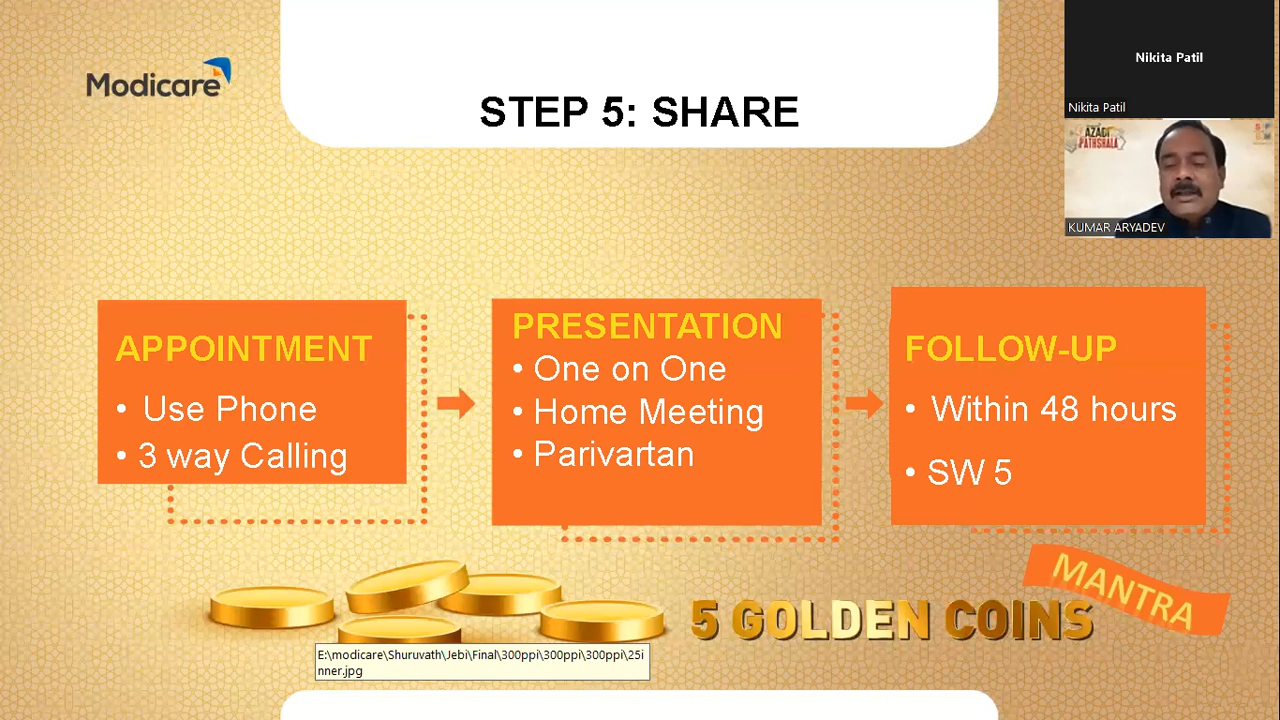 Modicare
STEP 5: SHARE
Nikita Patil
Nikita Patil
AZADI
PATHSHALA
KUMAR ARYADEV
APPOINTMENT
• Use Phone
• 3 way Calling
PRESENTATION
• One on One
• Home Meeting
• Parivartan
FOLLOW-UP
• Within 48 hours
• SW 5
5 GOLDEN COINS
MANTRA
E:\modicare\Shuruvath\Jebi\Final\300ppi\300ppi\300ppi\25i
nner.jpg